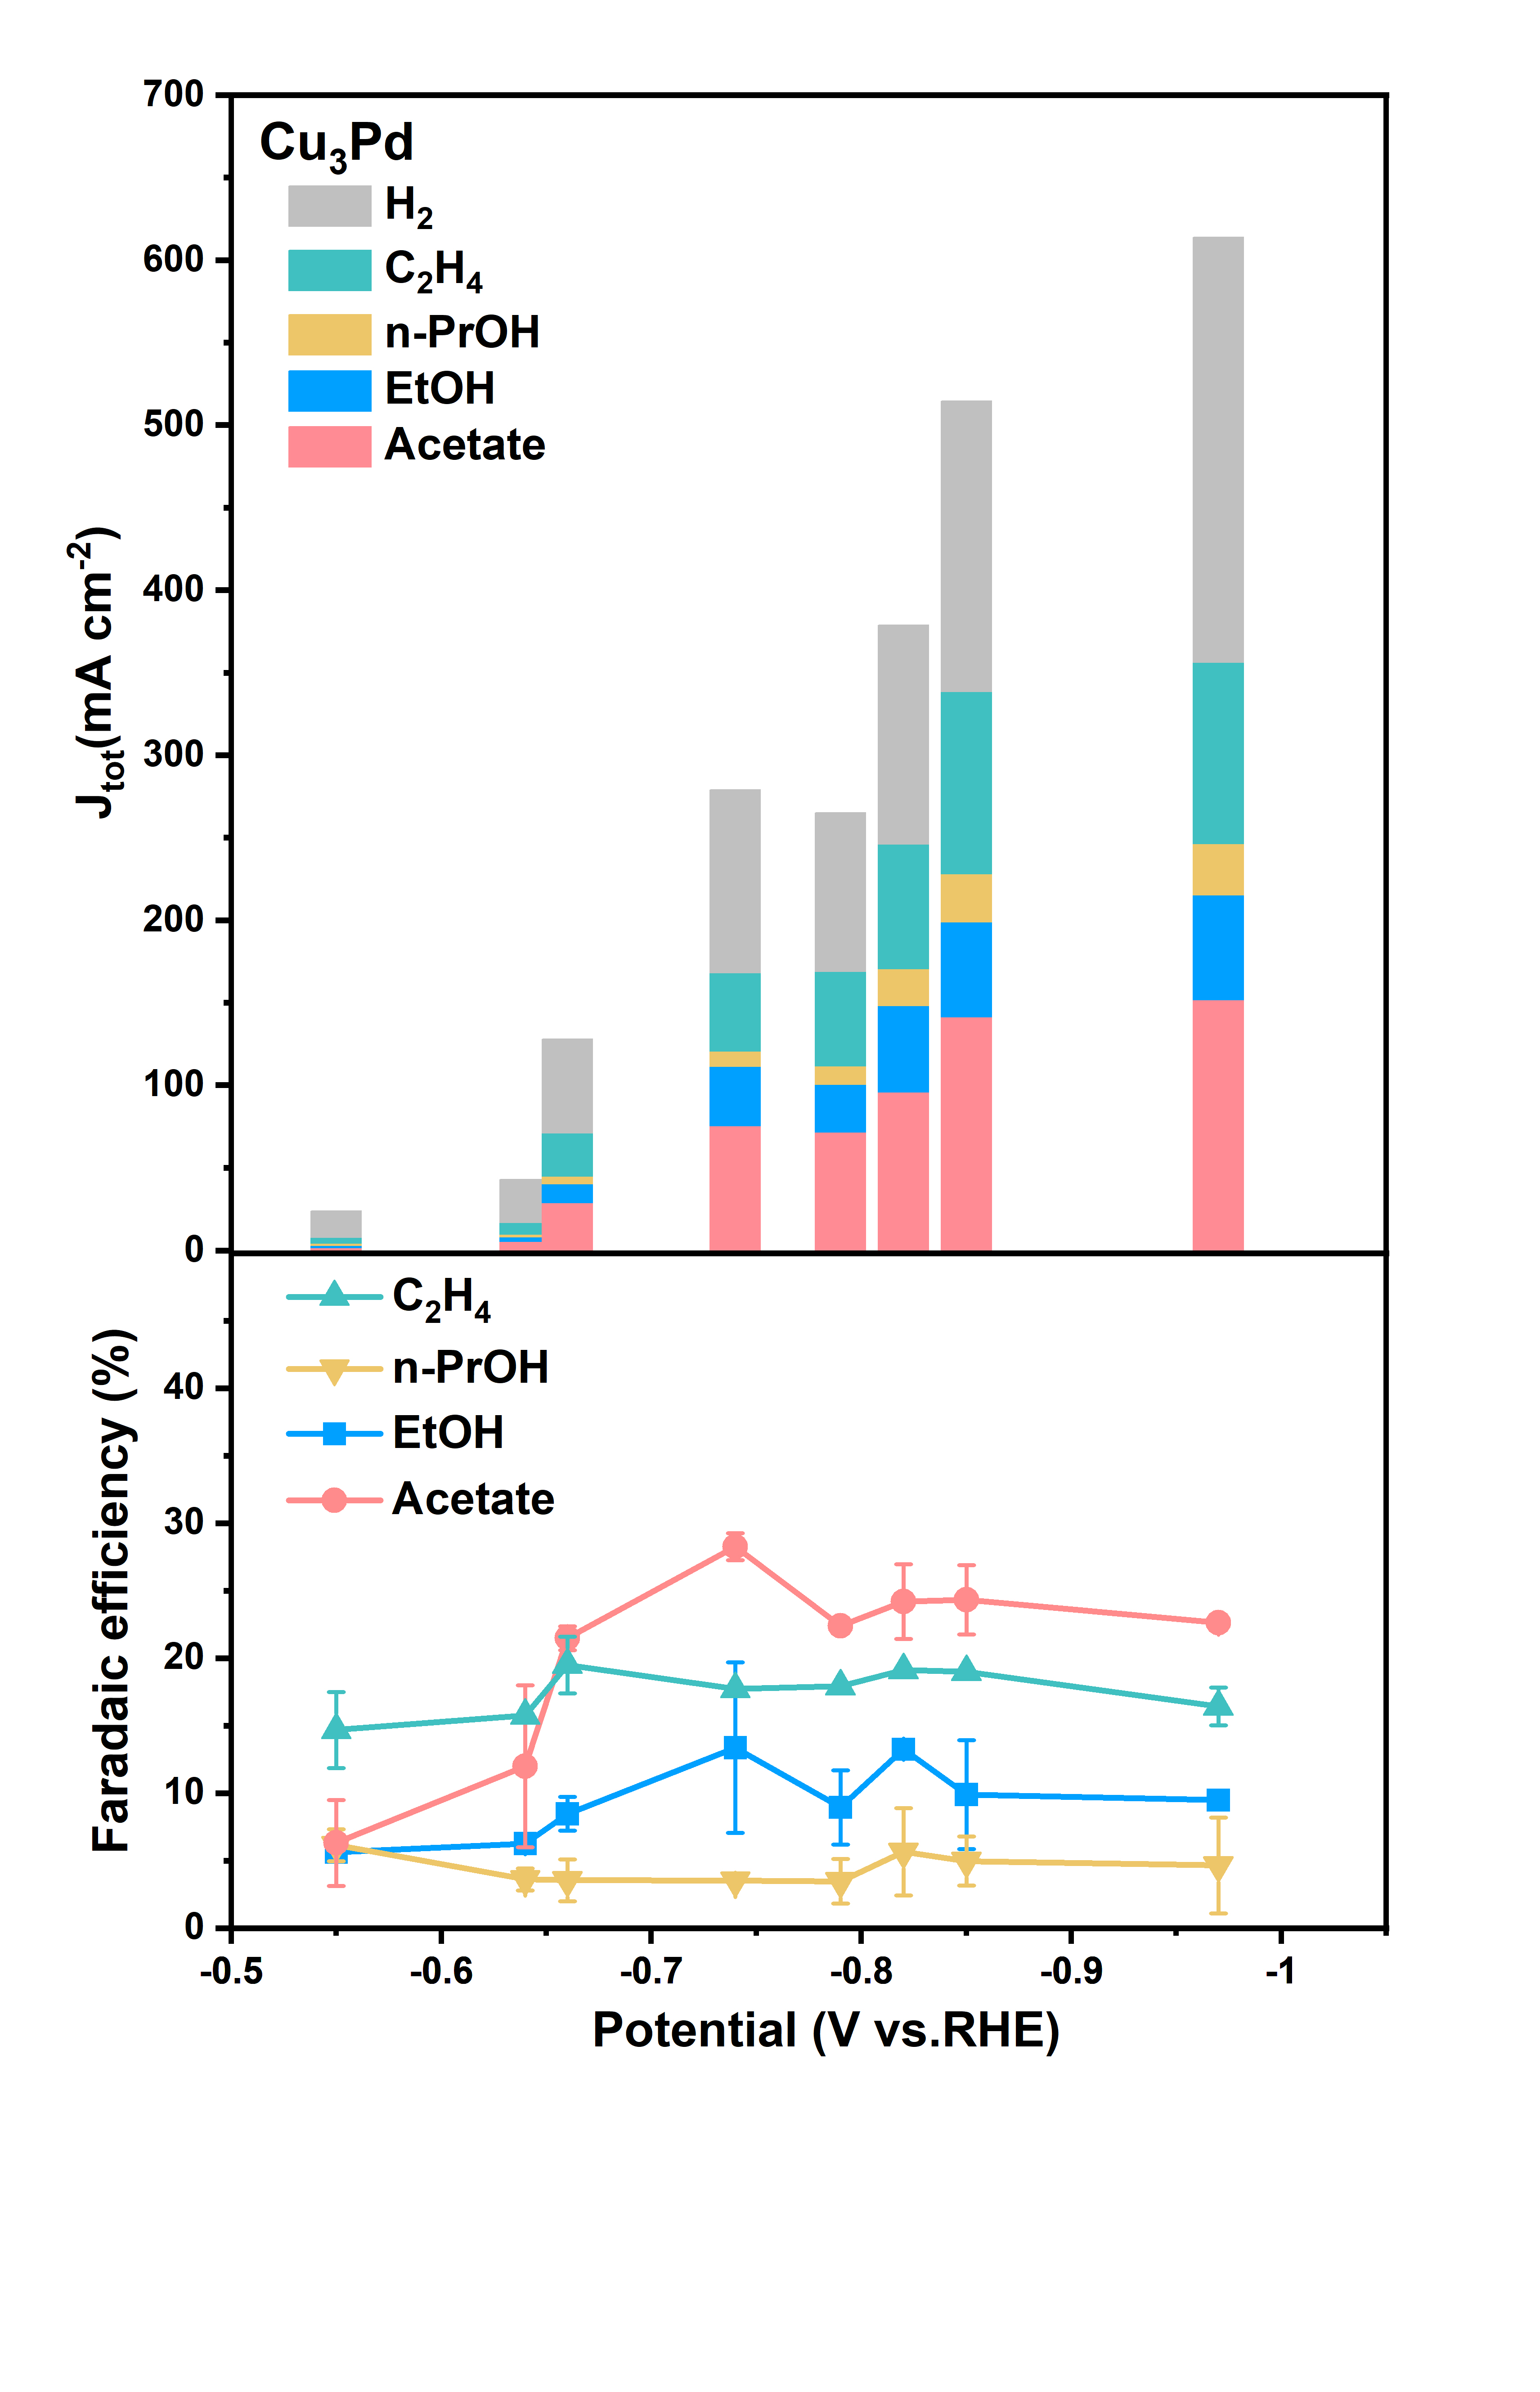 700
600
500
400
300
200
100
0
J_tot(mA cm^-2)
Cu₃Pd
H₂
C₂H₄
n-PrOH
EtOH
Acetate
C₂H₄
n-PrOH
EtOH
Acetate
40
30
20
10
0
Faradaic efficiency (%)
-0.5 -0.6 -0.7 -0.8 -0.9 -1
Potential (V vs.RHE)